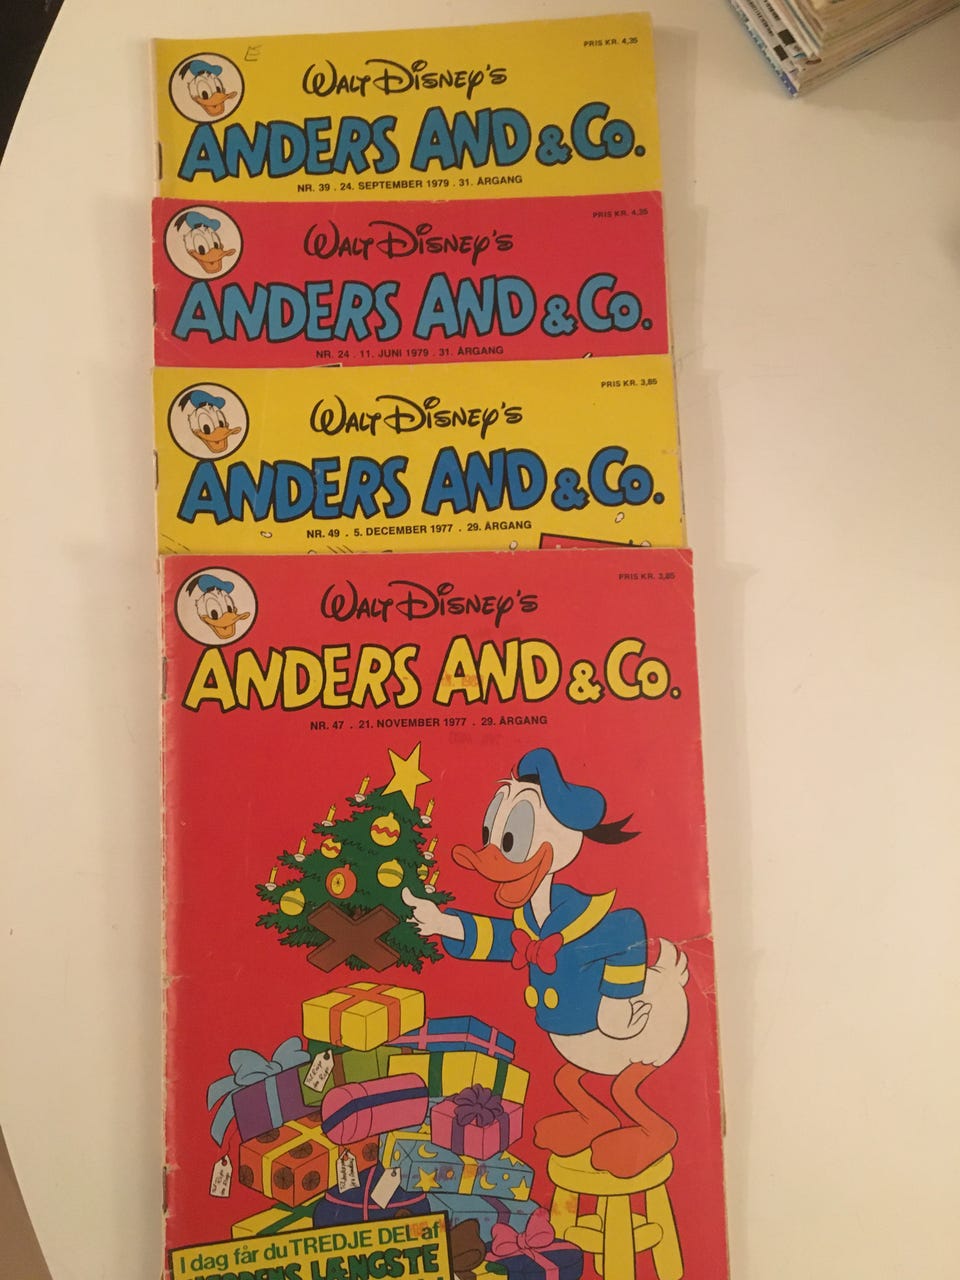 PRIS KR. 4,35
WALT DISNEY'S
ANDERS AND & CO.
NR. 39 . 24. SEPTEMBER 1979 . 31. ÅRGANG
PRIS KR. 4,35
WALT DISNEY'S
ANDERS AND & CO.
NR. 24 . 11. JUNI 1979 . 31. ÅRGANG
PRIS KR. 3,85
WALT DISNEY'S
ANDERS AND & CO.
NR. 49 . 5. DECEMBER 1977 . 29. ÅRGANG
PRIS KR. 3,85
WALT DISNEY'S
ANDERS AND & CO.
NR. 47 . 21. NOVEMBER 1977 . 29. ÅRGANG
I dag får du TREDJE DEL af
VERDENS LÆNGSTE